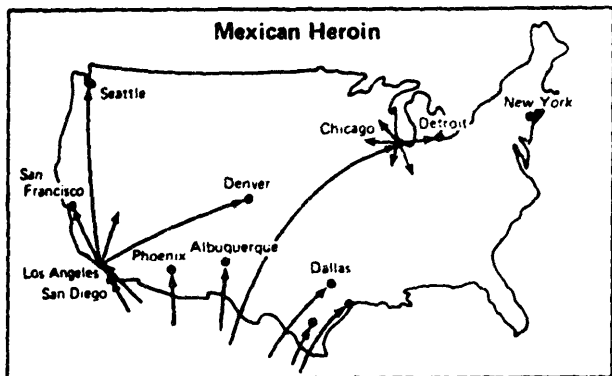 Mexican Heroin
Seattle
New York
Chicago
Detroit
San
Francisco
Denver
Phoenix
Albuquerque
Dallas
Los Angeles
San Diego